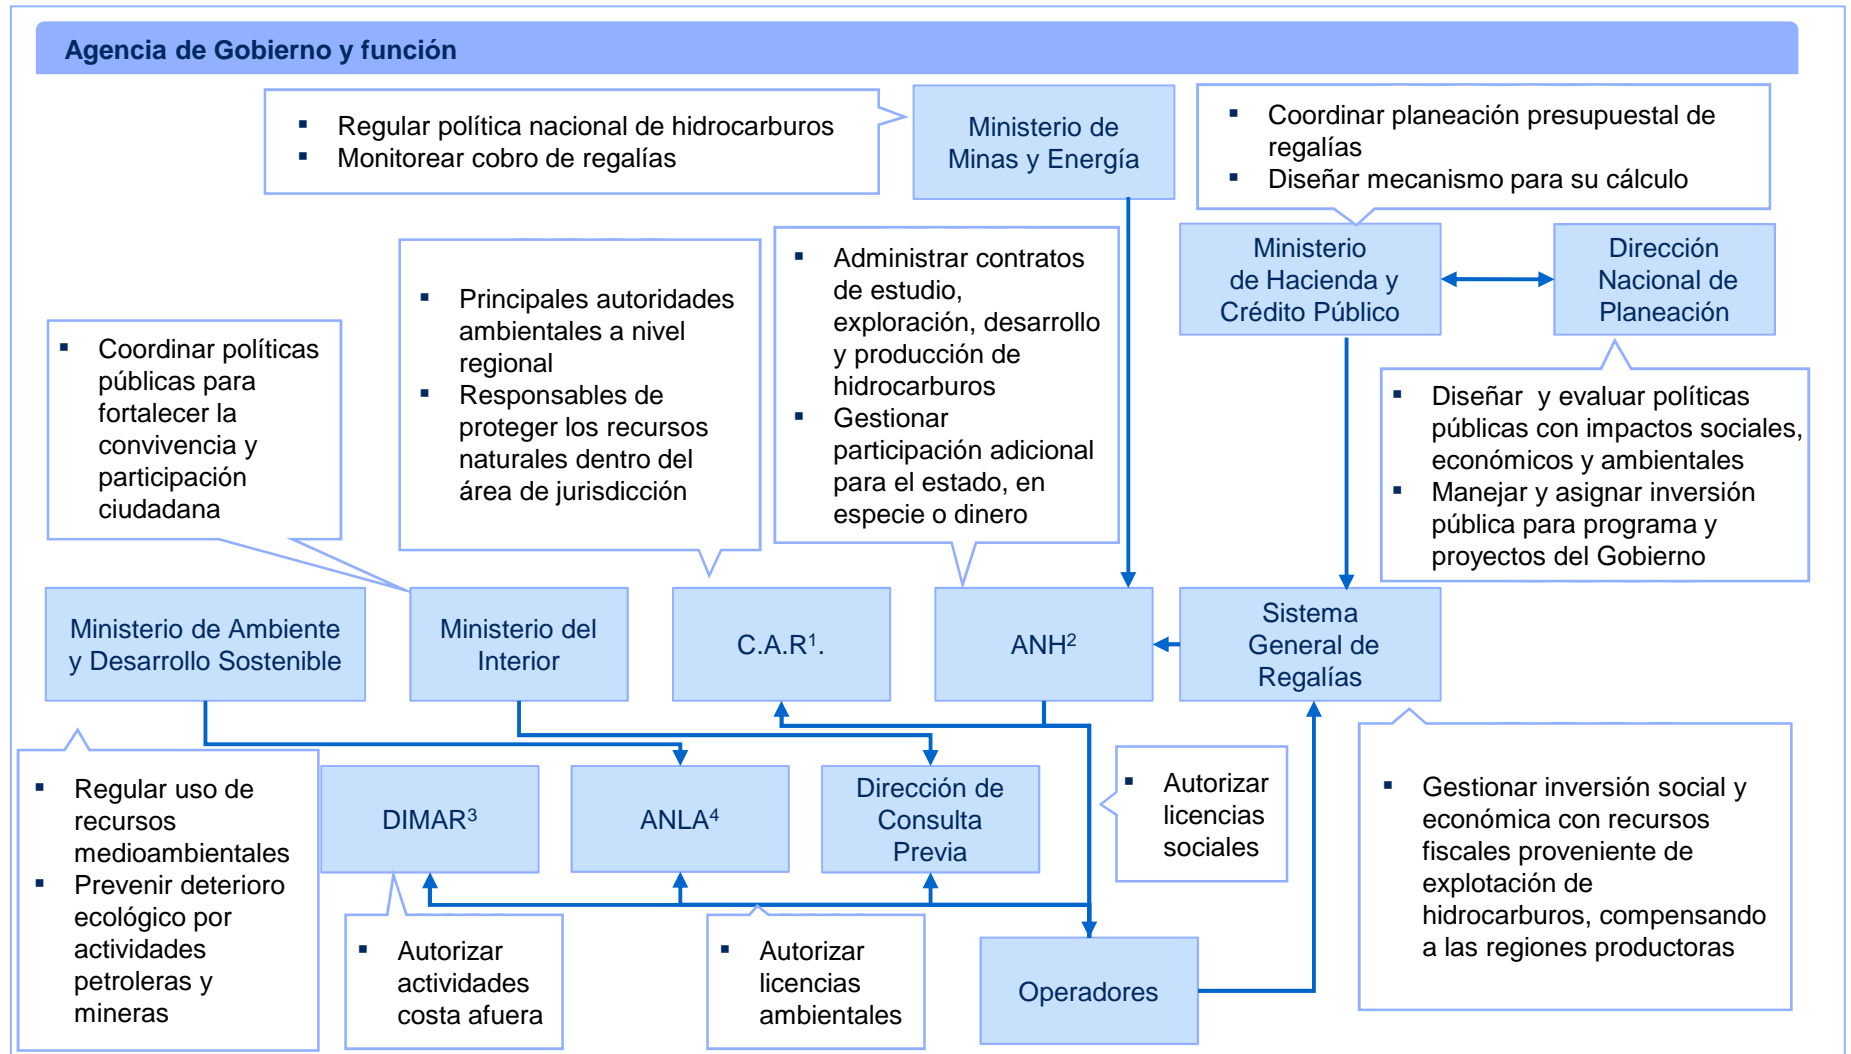 Agencia de Gobierno y función
▪ Regular política nacional de hidrocarburos
▪ Monitorear cobro de regalías
Ministerio de
Minas y Energía
▪ Coordinar planeación presupuestal de
regalías
▪ Diseñar mecanismo para su cálculo
Ministerio
de Hacienda y
Crédito Público
Dirección
Nacional de
Planeación
▪ Coordinar políticas
públicas para
fortalecer la
convivencia y
participación
ciudadana
▪ Principales autoridades
ambientales a nivel
regional
▪ Responsables de
proteger los recursos
naturales dentro del
área de jurisdicción
▪ Administrar contratos
de estudio,
exploración, desarrollo
y producción de
hidrocarburos
▪ Gestionar
participación adicional
para el estado, en
especie o dinero
▪ Diseñar y evaluar políticas
públicas con impactos sociales,
económicos y ambientales
▪ Manejar y asignar inversión
pública para programa y
proyectos del Gobierno
Ministerio de Ambiente
y Desarrollo Sostenible
Ministerio del
Interior
C.A.R¹.
ANH²
Sistema
General de
Regalías
▪ Regular uso de
recursos
medioambientales
▪ Prevenir deterioro
ecológico por
actividades
petroleras y
mineras
DIMAR³
ANLA⁴
Dirección de
Consulta
Previa
▪ Autorizar
licencias
sociales
▪ Gestionar inversión social y
económica con recursos
fiscales proveniente de
explotación de
hidrocarburos, compensando
a las regiones productoras
▪ Autorizar
actividades
costa afuera
▪ Autorizar
licencias
ambientales
Operadores